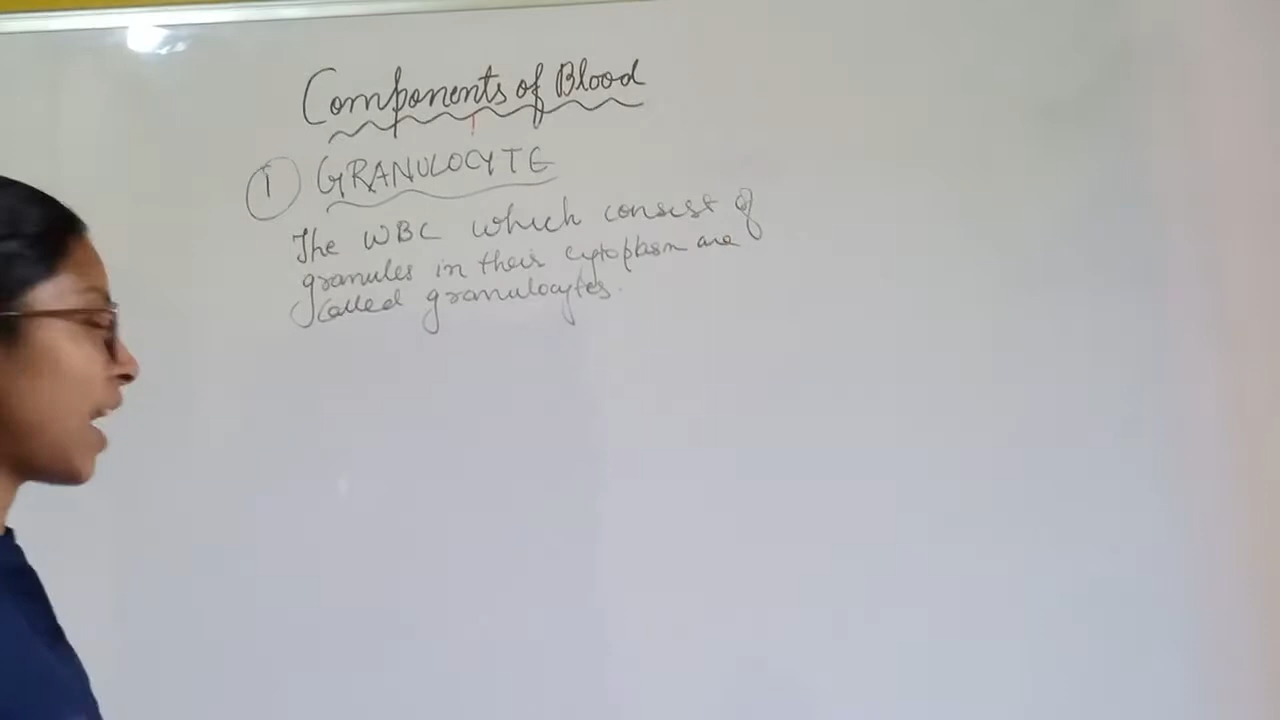 Components of Blood
1 GRANULOCYTE
The WBC which consist of
granules in their cytoplasm are
called granulocytes.